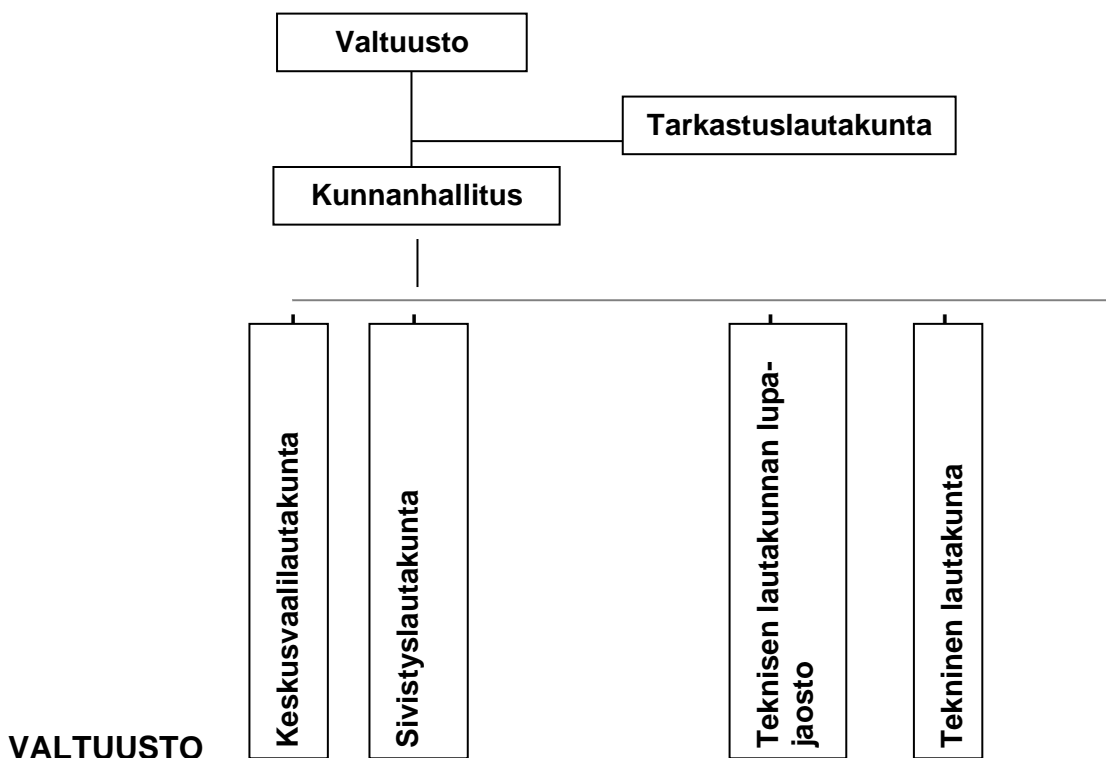 Valtuusto
Tarkastuslautakunta
Kunnanhallitus
Keskusvaalilautakunta
Sivistyslautakunta
Teknisen lautakunnan lupa-
jaosto
Tekninen lautakunta
VALTUUSTO